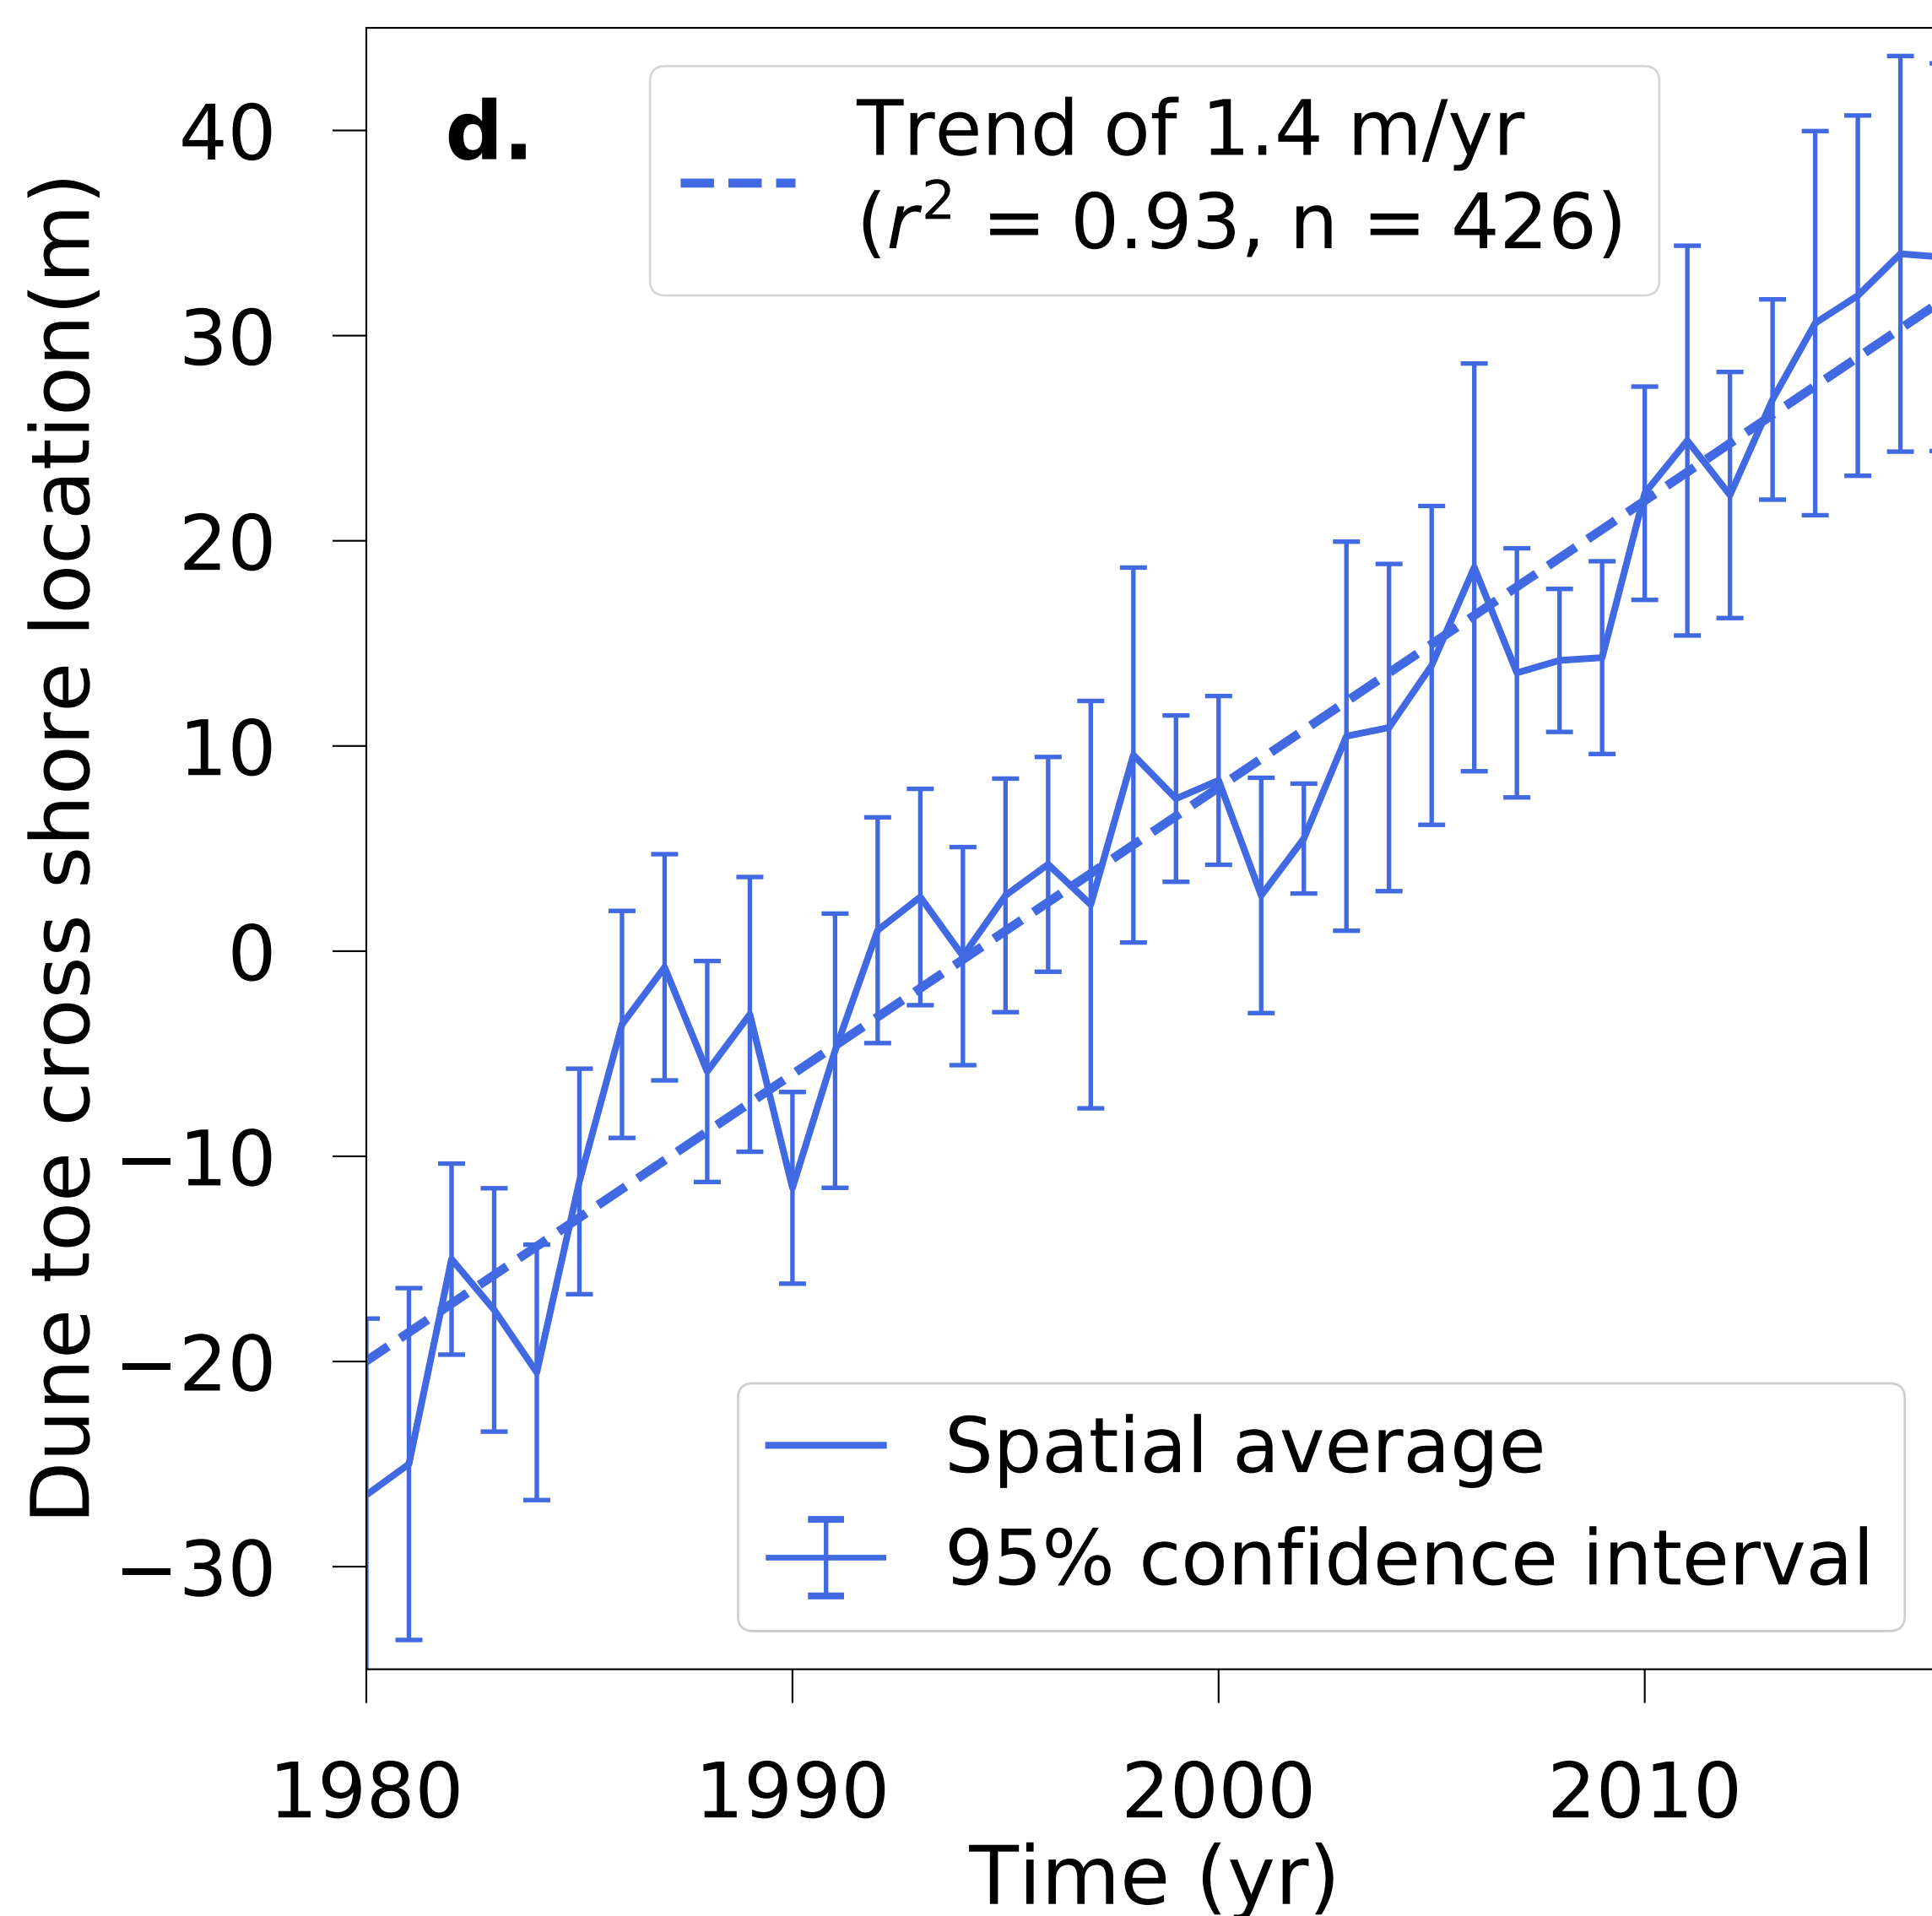 d.
Trend of 1.4 m/yr
(r² = 0.93, n = 426)
40
30
20
10
0
−10
−20
−30
Dune toe cross shore location(m)
Spatial average
95% confidence interval
1980 1990 2000 2010
Time (yr)